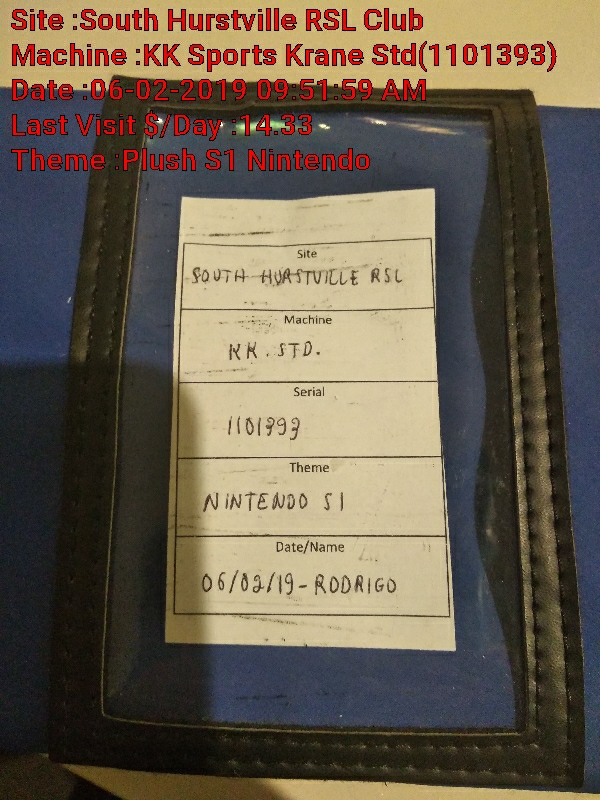 Site :South Hurstville RSL Club
Machine :KK Sports Krane Std(1101393)
Date :06-02-2019 09:51:59 AM
Last Visit $/Day :14.33
Theme :Plush S1 Nintendo
Site
SOUTH HURSTVILLE RSL
Machine
KK. STD.
Serial
1101393
Theme
NINTENDO S1
Date/Name
06/02/19-RODRIGO